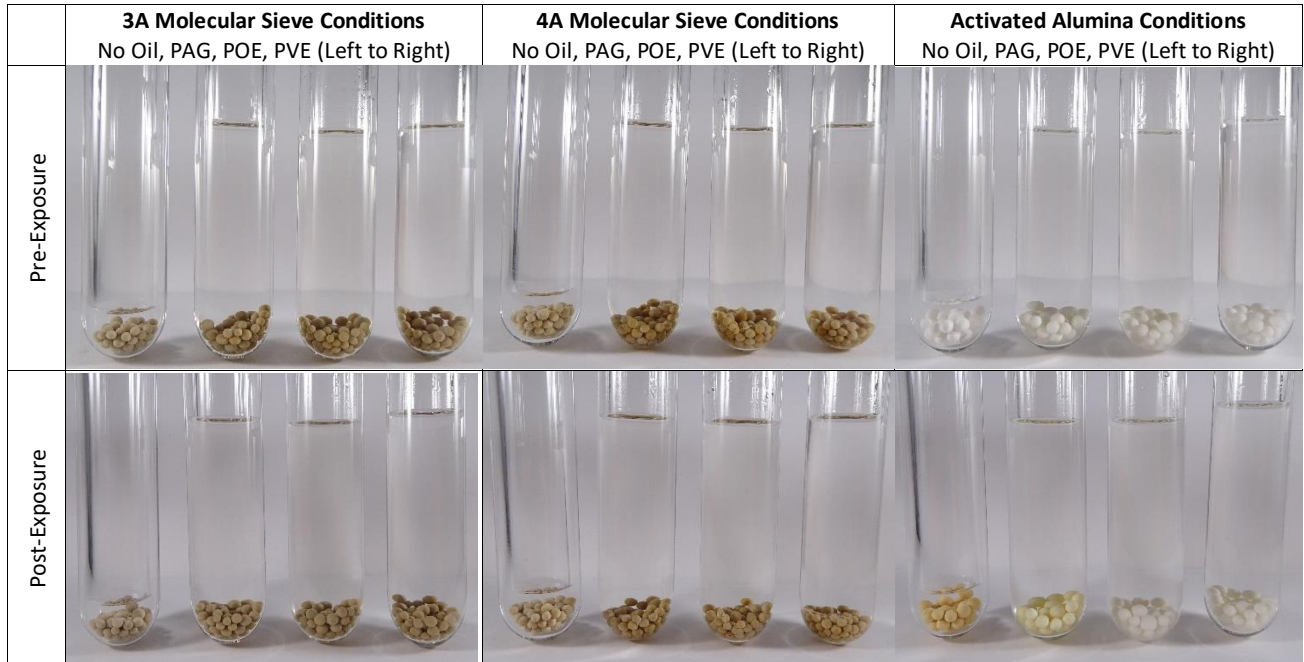 3A Molecular Sieve Conditions
No Oil, PAG, POE, PVE (Left to Right)
4A Molecular Sieve Conditions
No Oil, PAG, POE, PVE (Left to Right)
Activated Alumina Conditions
No Oil, PAG, POE, PVE (Left to Right)
Pre-Exposure
Post-Exposure